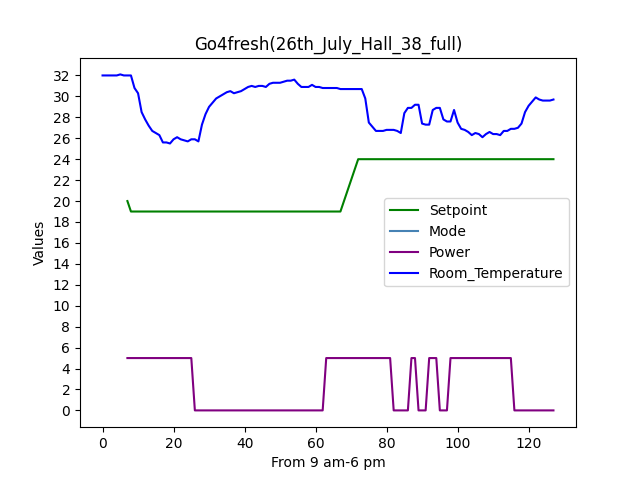 Go4fresh(26th_July_Hall_38_full)
32
30
28
26
24
22
20
18
16
14
12
10
8
6
4
2
0
Values
Setpoint
Mode
Power
Room_Temperature
0 20 40 60 80 100 120
From 9 am-6 pm